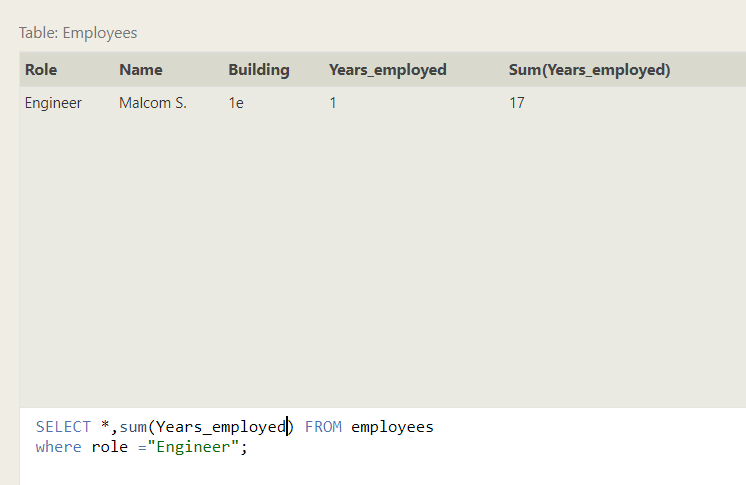 Table: Employees
Role Name Building Years_employed Sum(Years_employed)
Engineer Malcom S. 1e 1 17
SELECT *,sum(Years_employed) FROM employees
where role ="Engineer";